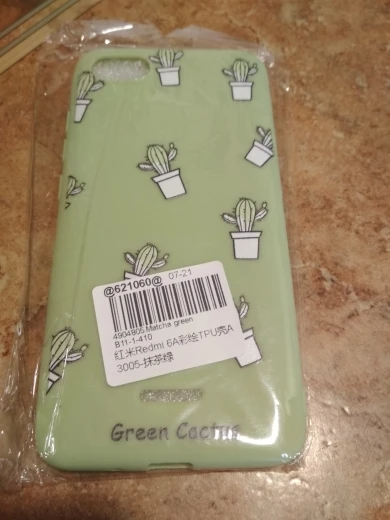 @621060@ 07-21
4904805 Matcha green
B11-1-410
红米Redmi 6A彩绘TPU壳A
3005-抹茶绿
Green Cactus